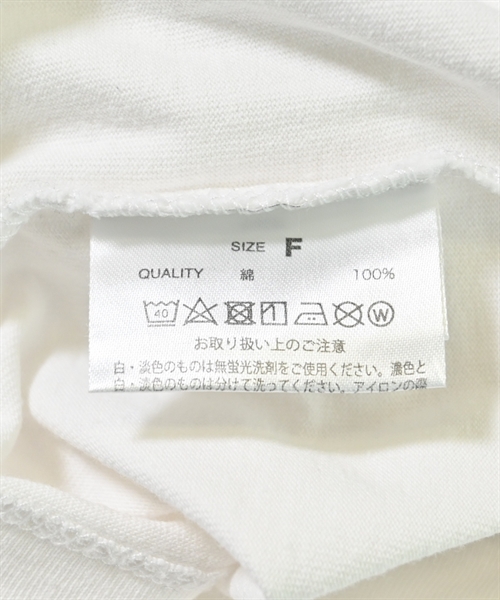 SIZE F
QUALITY 綿 100%
40 W
お取り扱い上のご注意
白・淡色のものは無蛍光洗剤をご使用ください。濃色と
白・淡色のものは分けて洗ってください。アイロンの際